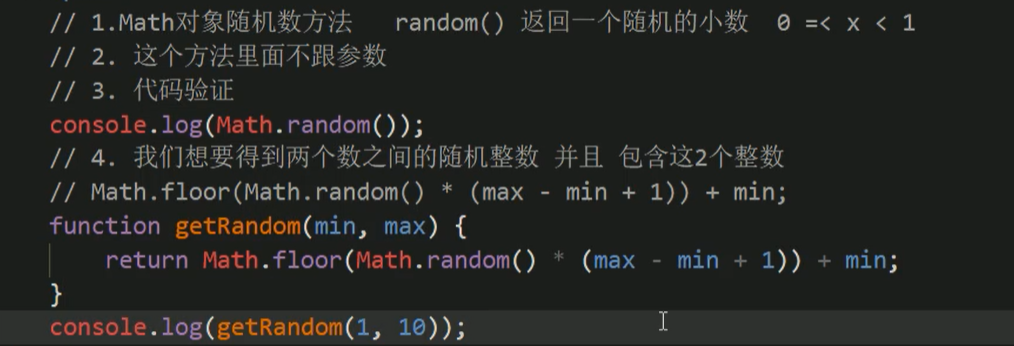 // 1.Math对象随机数方法   random() 返回一个随机的小数  0 =< x < 1
// 2. 这个方法里面不跟参数
// 3. 代码验证
console.log(Math.random());
// 4. 我们想要得到两个数之间的随机整数 并且 包含这2个整数
// Math.floor(Math.random() * (max - min + 1)) + min;
function getRandom(min, max) {
    return Math.floor(Math.random() * (max - min + 1)) + min;
}
console.log(getRandom(1, 10));